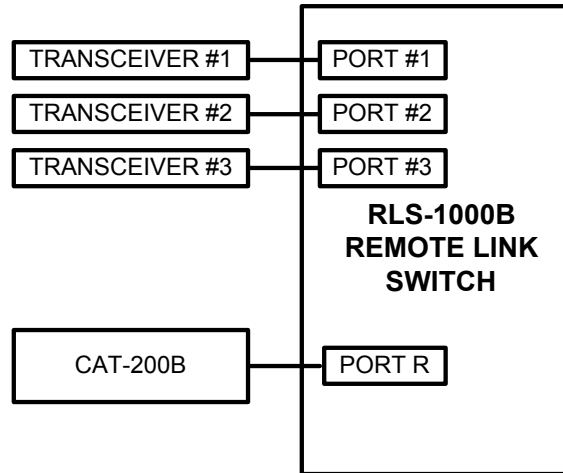 TRANSCEIVER #1
PORT #1
TRANSCEIVER #2
PORT #2
TRANSCEIVER #3
PORT #3
RLS-1000B
REMOTE LINK
SWITCH
CAT-200B
PORT R